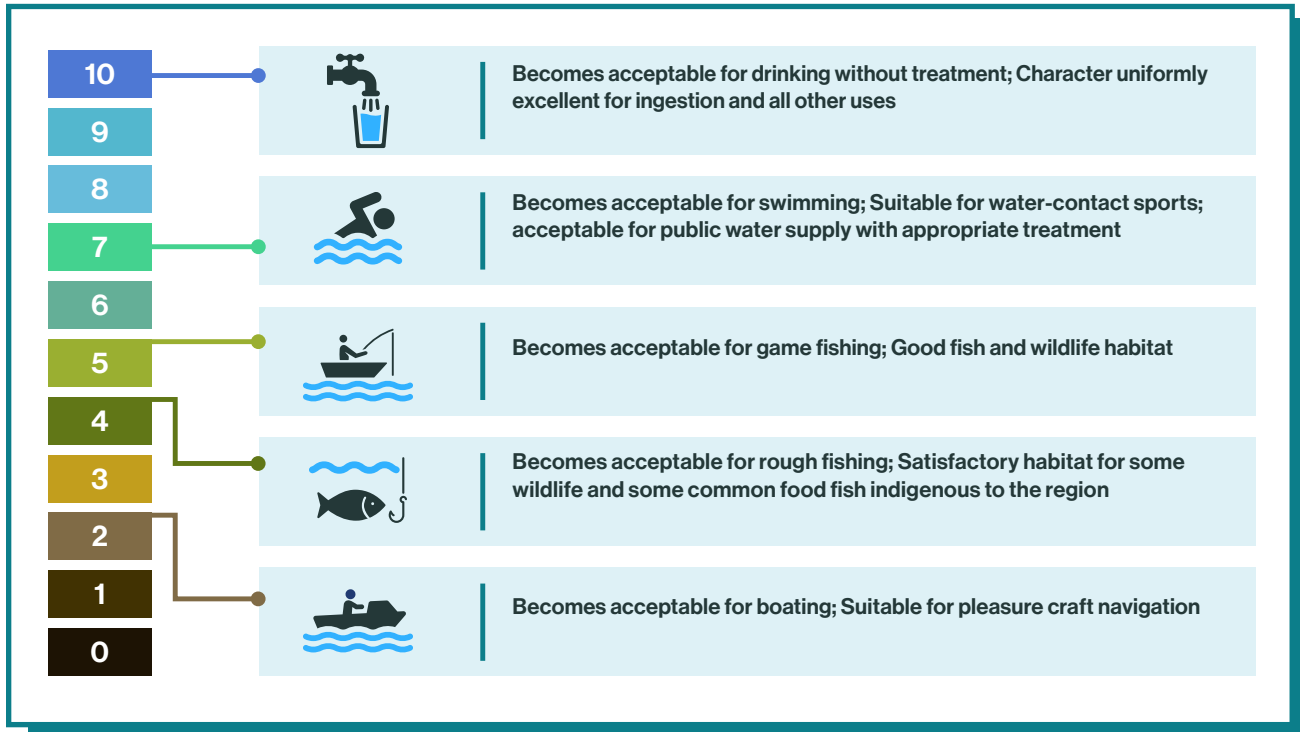 10
Becomes acceptable for drinking without treatment; Character uniformly
excellent for ingestion and all other uses
9
8
Becomes acceptable for swimming; Suitable for water-contact sports;
acceptable for public water supply with appropriate treatment
7
6
5
Becomes acceptable for game fishing; Good fish and wildlife habitat
4
Becomes acceptable for rough fishing; Satisfactory habitat for some
wildlife and some common food fish indigenous to the region
3
2
1
Becomes acceptable for boating; Suitable for pleasure craft navigation
0